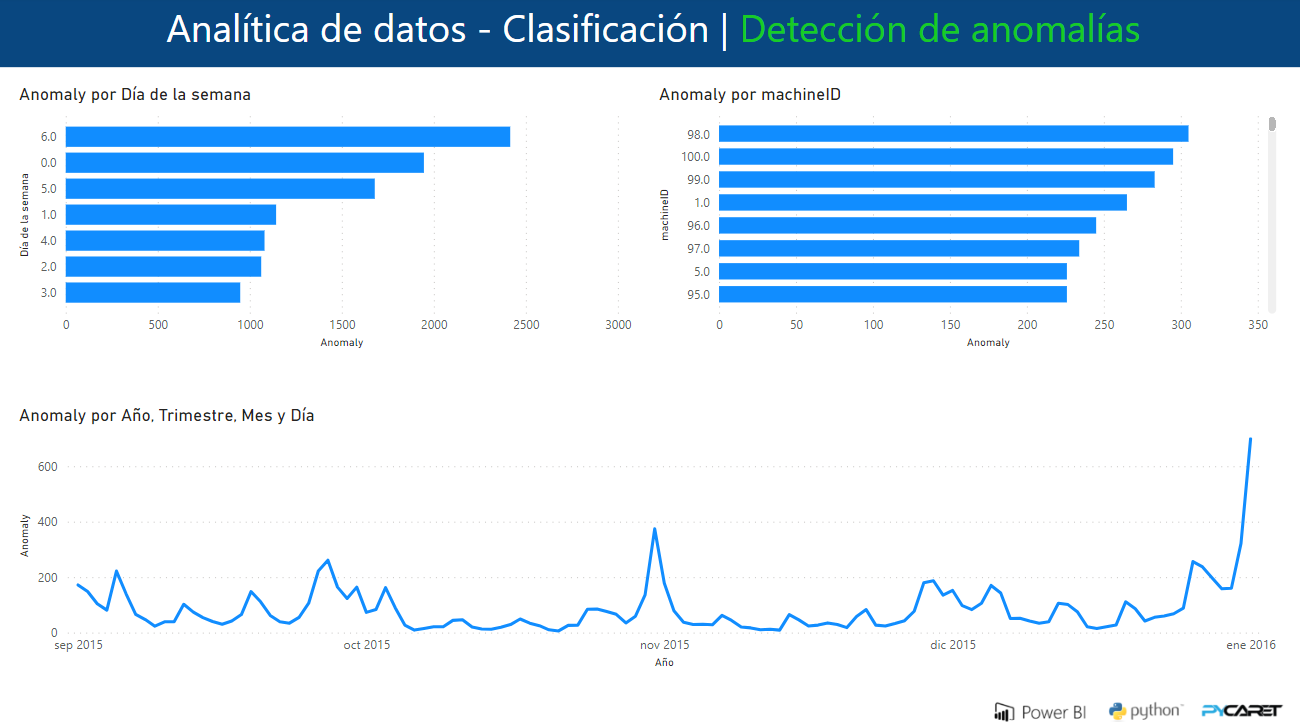 Analítica de datos - Clasificación | Detección de anomalías
Anomaly por Día de la semana
Día de la semana
6.0
0.0
5.0
1.0
4.0
2.0
3.0
0 500 1000 1500 2000 2500 3000
Anomaly
Anomaly por machineID
machineID
98.0
100.0
99.0
1.0
96.0
97.0
5.0
95.0
0 50 100 150 200 250 300 350
Anomaly
Anomaly por Año, Trimestre, Mes y Día
Anomaly
600
400
200
0
sep 2015 oct 2015 nov 2015 dic 2015 ene 2016
Año
Power BI python PYCARET